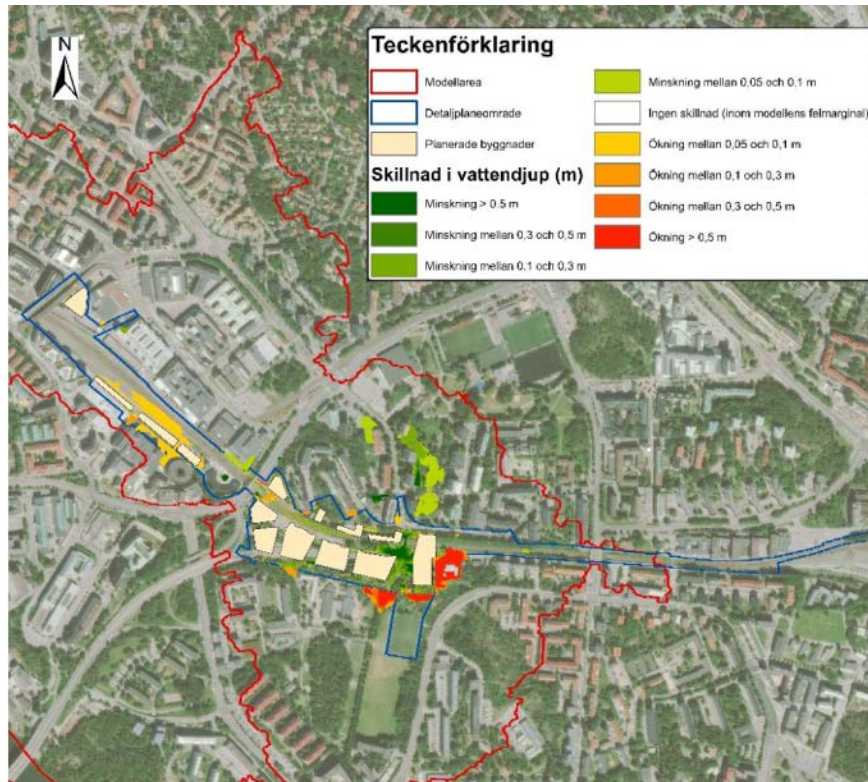 N
Teckenförklaring
Modellarea
Detaljplaneområde
Planerade byggnader
Skillnad i vattendjup (m)
Minskning > 0.5 m
Minskning mellan 0,3 och 0,5 m
Minskning mellan 0,1 och 0,3 m
Minskning mellan 0,05 och 0,1 m
Ingen skillnad (inom modellens felmarginal)
Ökning mellan 0,05 och 0,1 m
Ökning mellan 0,1 och 0,3 m
Ökning mellan 0,3 och 0,5 m
Ökning > 0,5 m